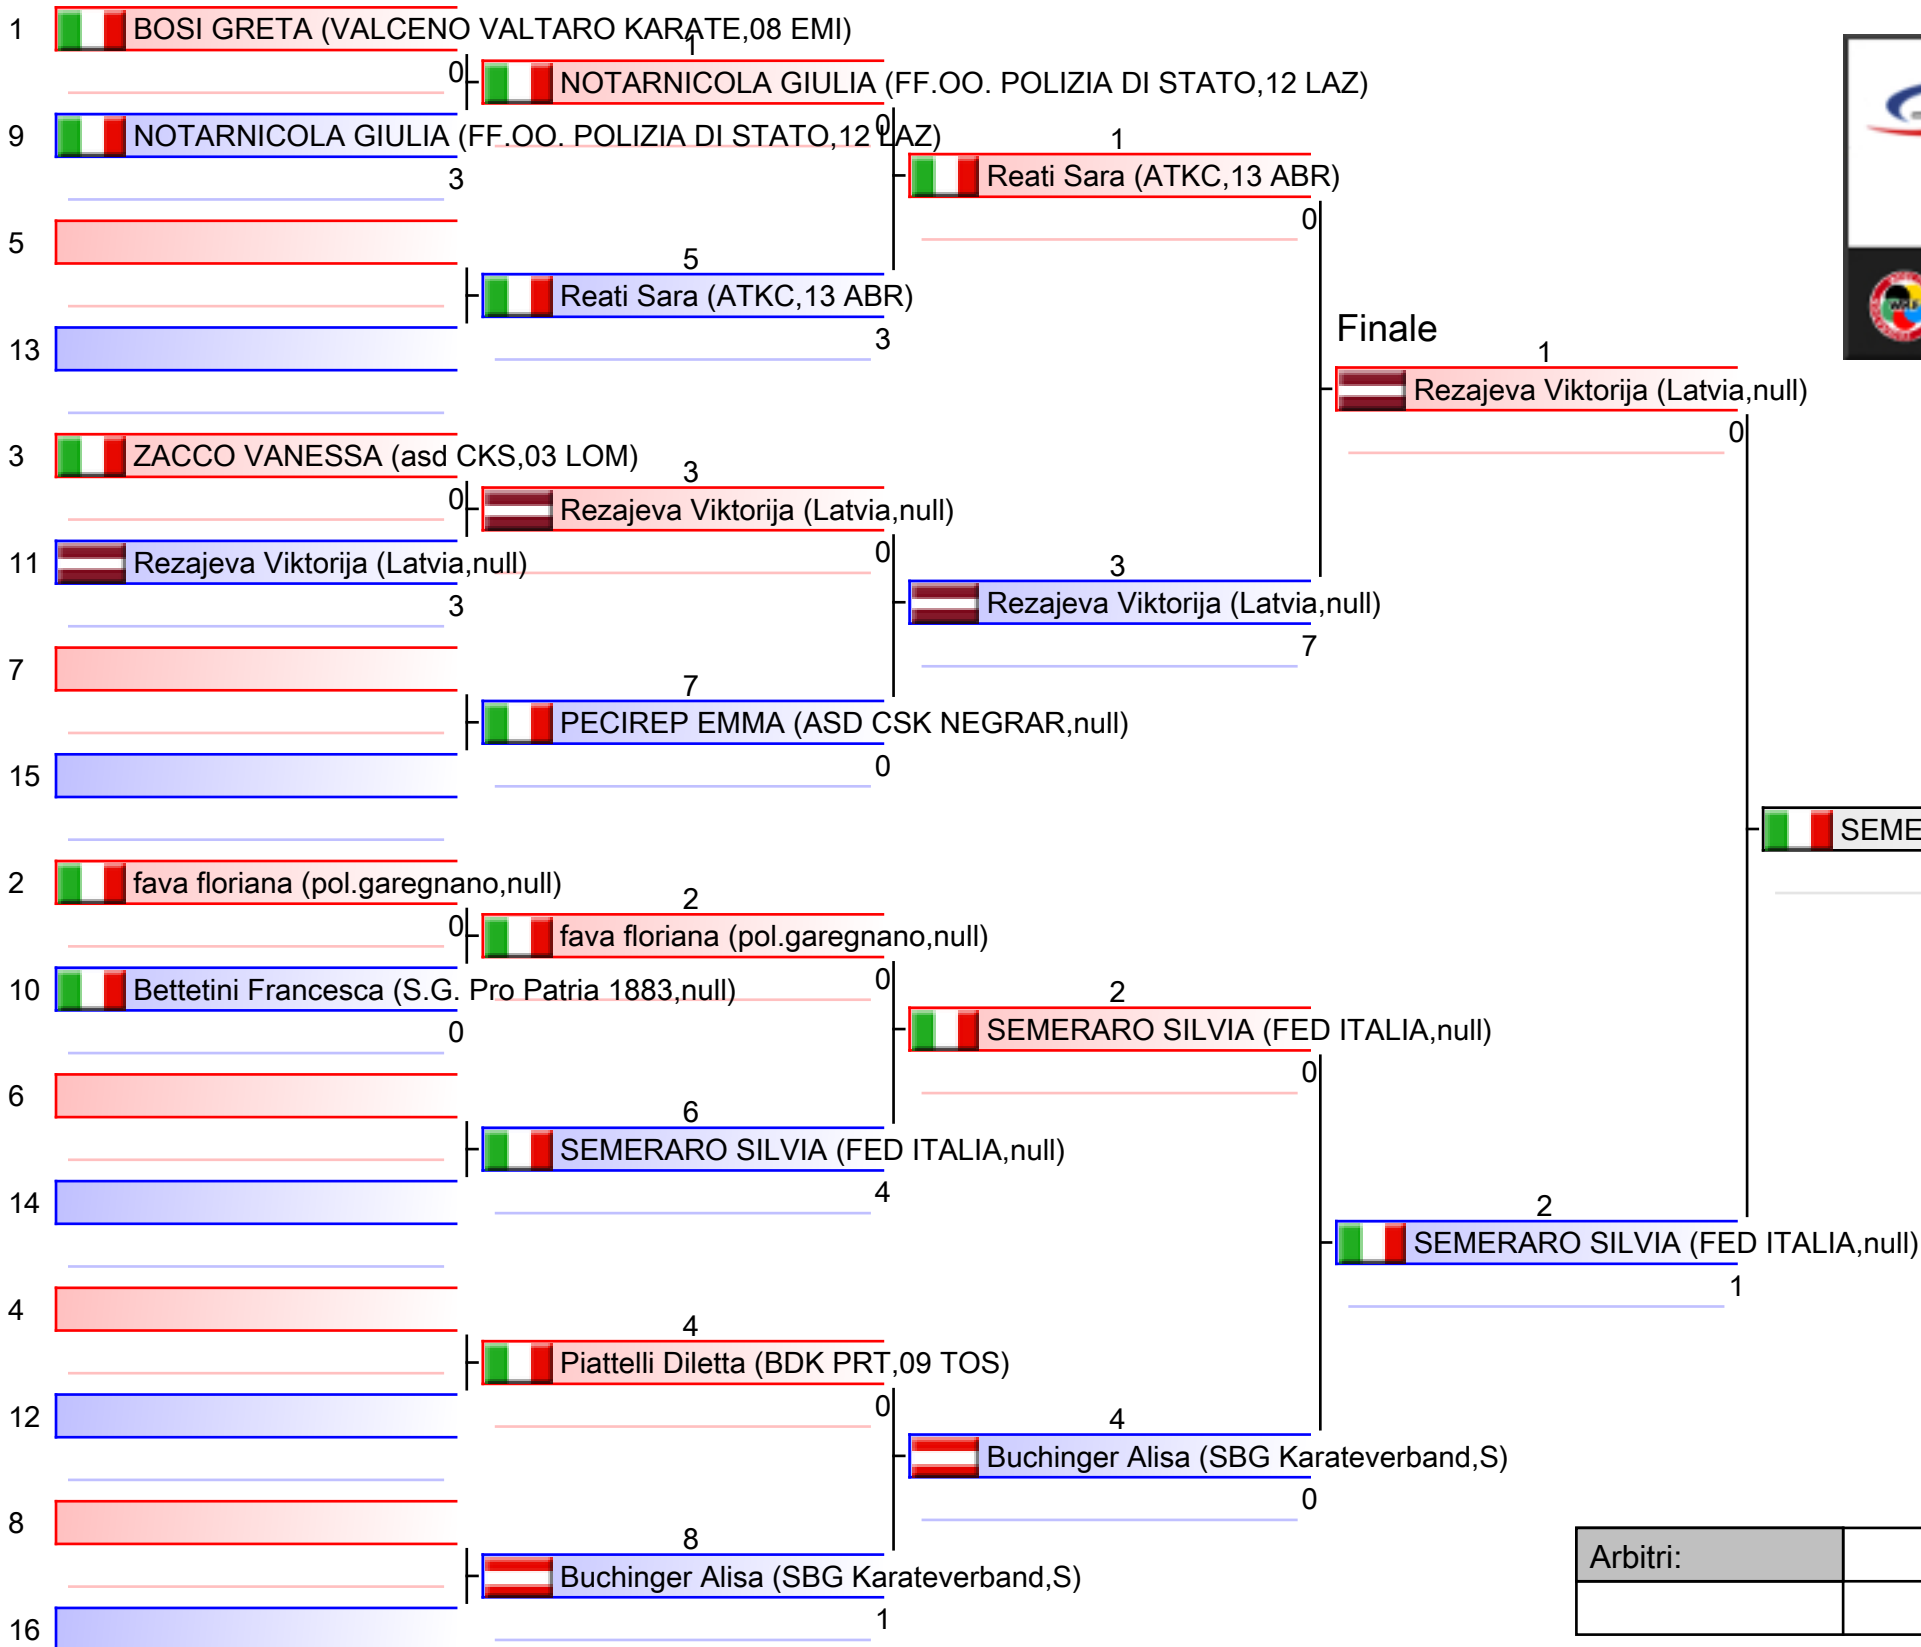 1 BOSI GRETA (VALCENO VALTARO KARATE,08 EMI)
0
1
NOTARNICOLA GIULIA (FF.OO. POLIZIA DI STATO,12 LAZ)
0
9 NOTARNICOLA GIULIA (FF.OO. POLIZIA DI STATO,12 LAZ)
3
1
Reati Sara (ATKC,13 ABR)
0
5
5
Reati Sara (ATKC,13 ABR)
3
13
Finale
1
Rezajeva Viktorija (Latvia,null)
0
3 ZACCO VANESSA (asd CKS,03 LOM)
0
3
Rezajeva Viktorija (Latvia,null)
0
11 Rezajeva Viktorija (Latvia,null)
3
3
Rezajeva Viktorija (Latvia,null)
7
7
7
PECIREP EMMA (ASD CSK NEGRAR,null)
0
15
SEME
2 fava floriana (pol.garegnano,null)
0
2
fava floriana (pol.garegnano,null)
0
10 Bettetini Francesca (S.G. Pro Patria 1883,null)
0
2
SEMERARO SILVIA (FED ITALIA,null)
0
6
6
SEMERARO SILVIA (FED ITALIA,null)
4
14
2
SEMERARO SILVIA (FED ITALIA,null)
1
4
4
Piattelli Diletta (BDK PRT,09 TOS)
0
12
4
Buchinger Alisa (SBG Karateverband,S)
0
8
8
Buchinger Alisa (SBG Karateverband,S)
1
16
Arbitri: